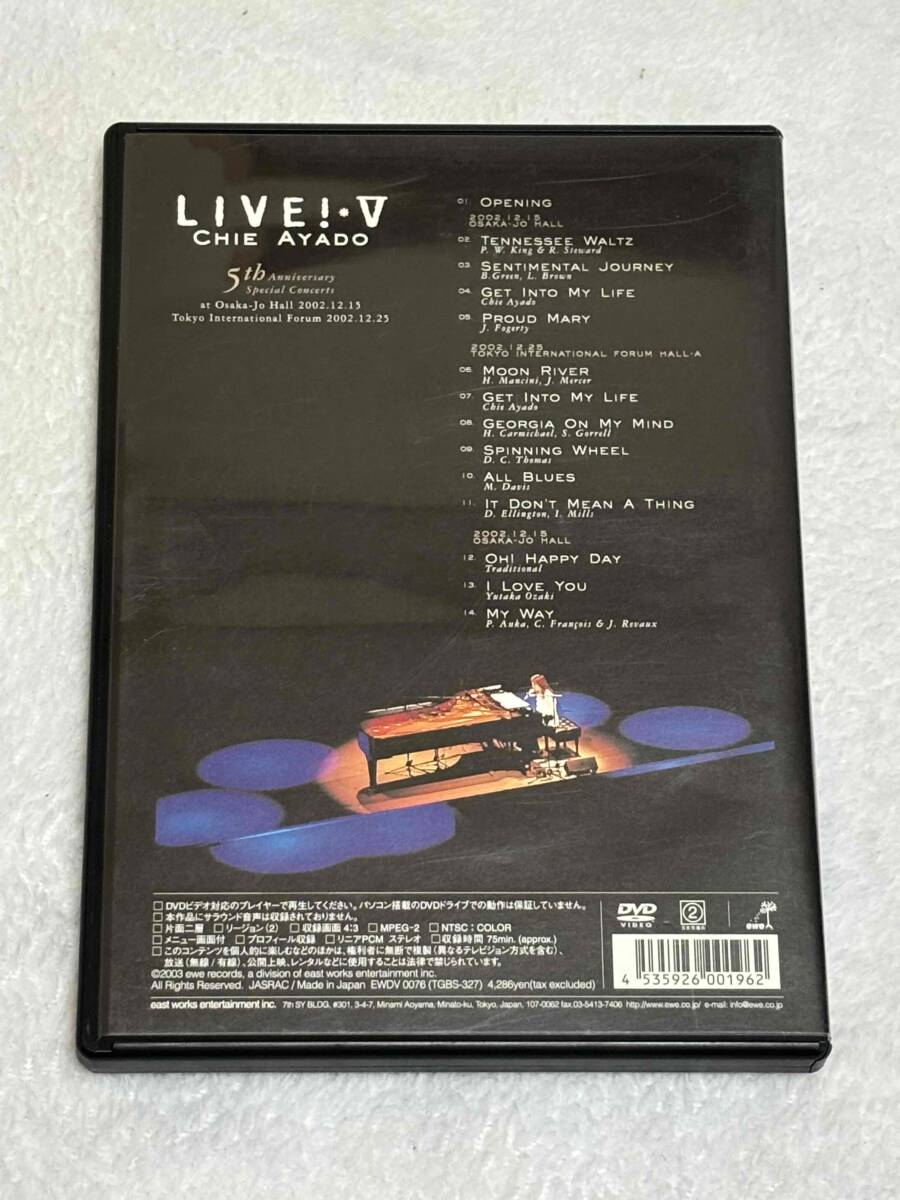 LIVE!・V
CHIE AYADO
5th Anniversary
Special Concerts
at Osaka-Jo Hall 2002.12.15
Tokyo International Forum 2002.12.25
01. OPENING
2002.12.15
OSAKA-JO HALL
02. TENNESSEE WALTZ
P. W. King & R. Steward
03. SENTIMENTAL JOURNEY
B.Green, L. Brown
04. GET INTO MY LIFE
Chie Ayado
05. PROUD MARY
J. Fogerty
2002.12.25
TOKYO INTERNATIONAL FORUM HALL-A
06. MOON RIVER
H. Mancini, J. Mercer
07. GET INTO MY LIFE
Chie Ayado
08. GEORGIA ON MY MIND
H. Carmichael, S. Gorrell
09. SPINNING WHEEL
D. C. Thomas
10. ALL BLUES
M. Davis
11. IT DON'T MEAN A THING
D. Ellington, I. Mills
2002.12.15
OSAKA-JO HALL
12. OH! HAPPY DAY
Traditional
13. I LOVE YOU
Yutaka Ozaki
14. MY WAY
P. Auka, C. François & J. Revaux
□ DVDビデオ対応のプレイヤーで再生してください。パソコン搭載のDVDドライブでの動作は保証していません。
□ 本作品にサラウンド音声は収録されておりません。
□ 片面二層 □ リージョン(2) □ 収録画面 4:3 □ MPEG-2 □ NTSC：COLOR
□ メニュー画面付 □ プロフィール収録 □ リニアPCM ステレオ □ 収録時間 75min. (approx.)
□ このコンテンツを個人的に楽しむなどのほかは、権利者に無断で複製(異なるテレビジョン方式を含む)、
放送(無線/有線)、公開上映、レンタルなどに使用することは法律で禁じられています。
©2003 ewe records, a division of east works entertainment inc.
All Rights Reserved. JASRAC / Made in Japan EWDV 0076 (TGBS-327) 4,286yen(tax excluded)
east works entertainment inc. 7th SY BLDG, #301, 3-4-7, Minami Aoyama, Minato-ku, Tokyo, Japan, 107-0062 fax.03-5413-7406 http://www.ewe.co.jp/ e-mail: info@ewe.co.jp
DVD
VIDEO
2
4 535926 001962